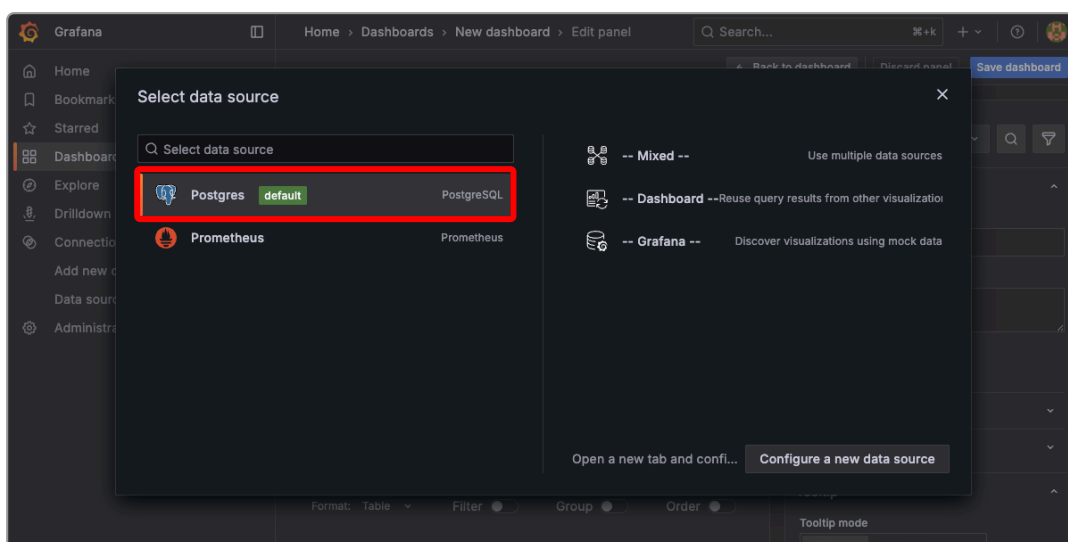 Grafana
Home › Dashboards › New dashboard › Edit panel
Search...
⌘+k
Home
Back to dashboard
Discard panel
Save dashboard
Bookmark
Starred
Dashboard
Explore
Drilldown
Connectio
Add new c
Data sourc
Administra
Select data source
Select data source
Postgres default PostgreSQL
Prometheus Prometheus
-- Mixed -- Use multiple data sources
-- Dashboard -- Reuse query results from other visualization
-- Grafana -- Discover visualizations using mock data
Open a new tab and confi... Configure a new data source
Format: Table
Filter
Group
Order
Tooltip mode